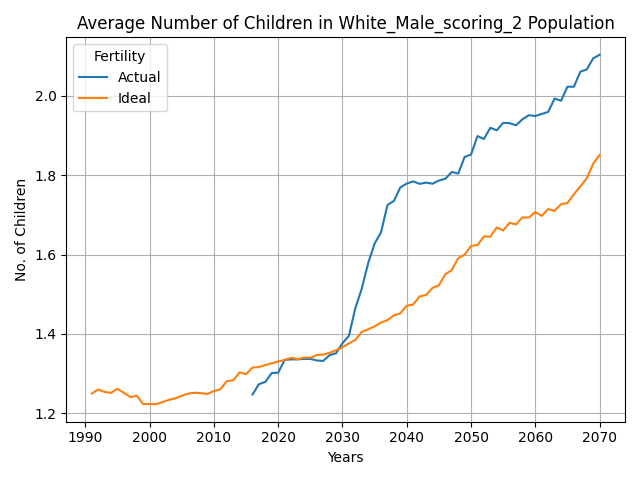 Average Number of Children in White_Male_scoring_2 Population
Fertility
Actual
Ideal
No. of Children
2.0
1.8
1.6
1.4
1.2
1990 2000 2010 2020 2030 2040 2050 2060 2070
Years